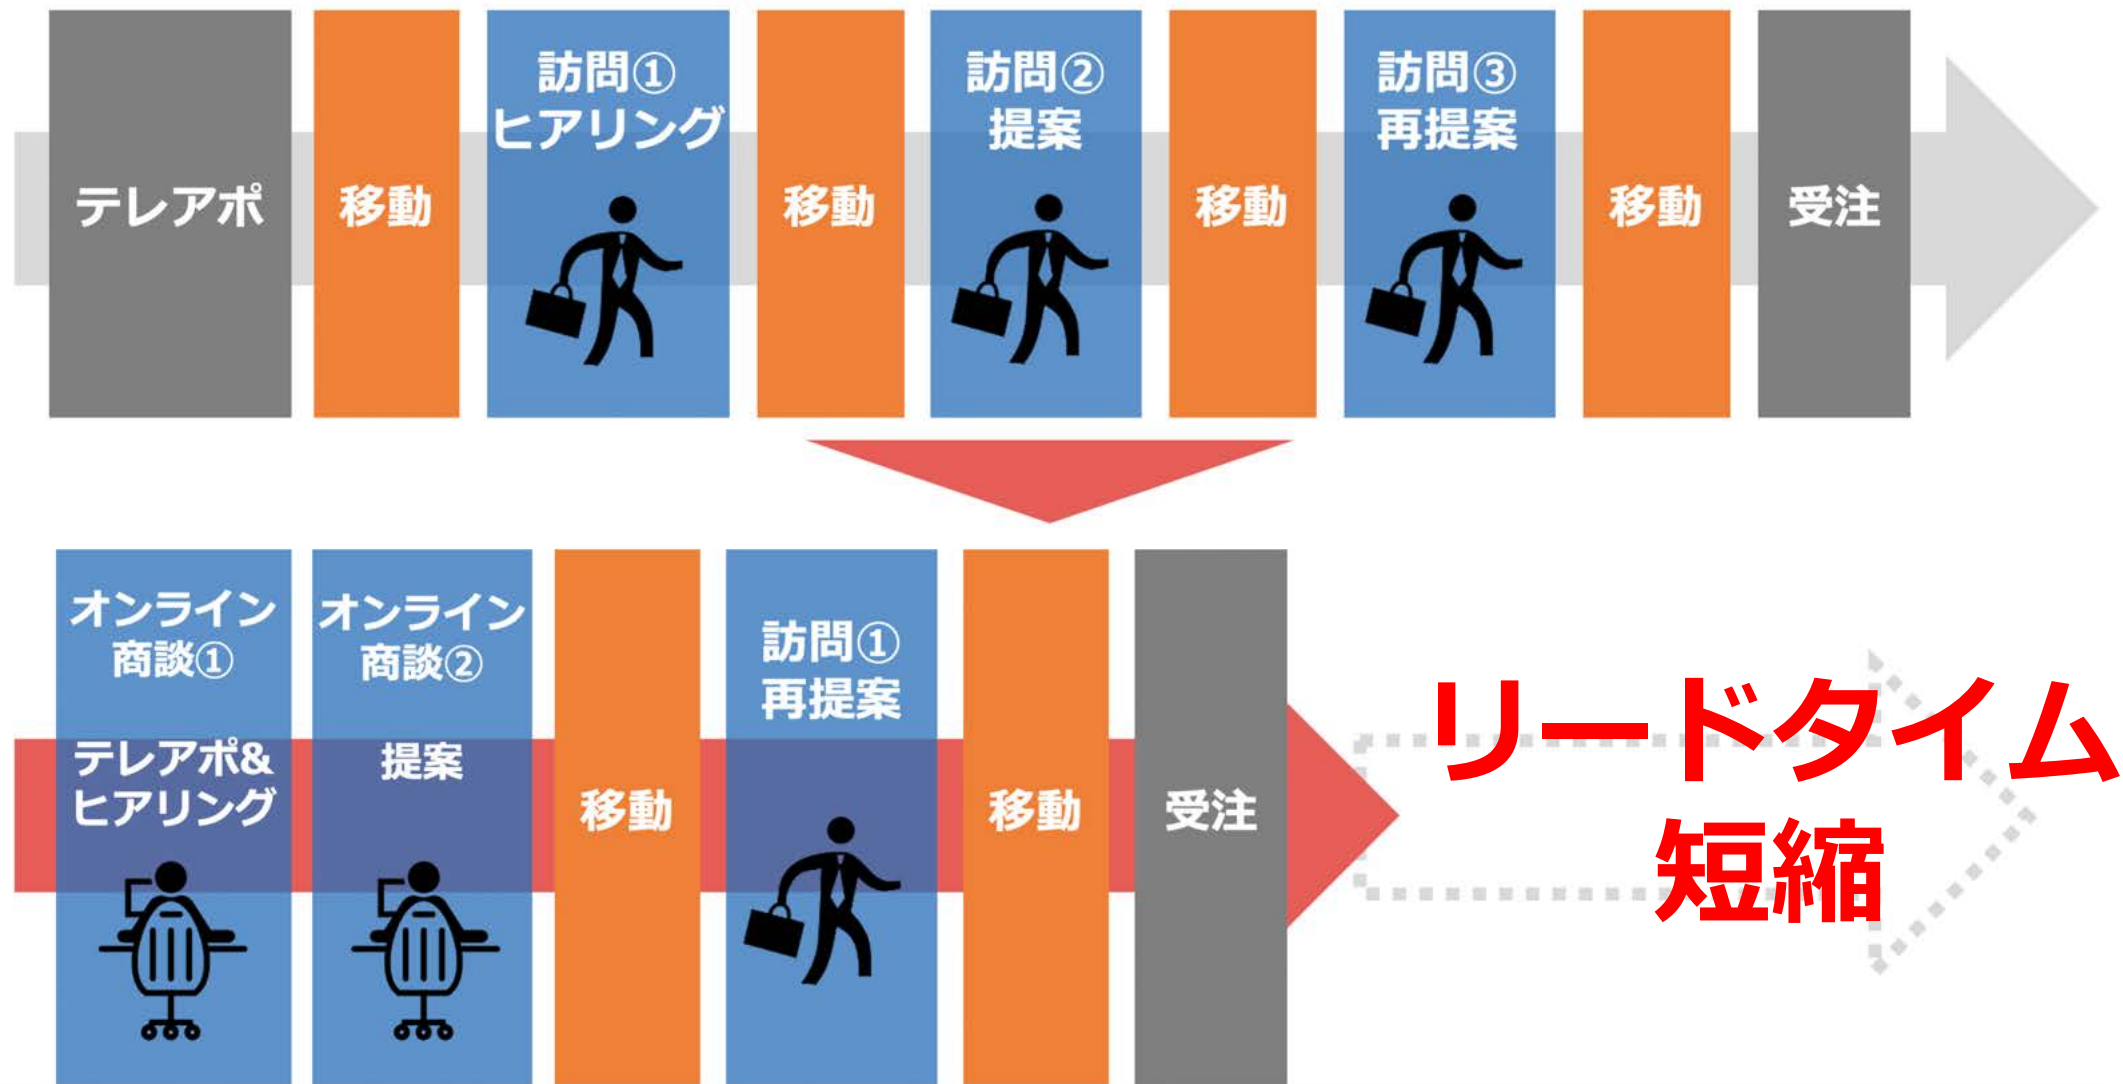 テレアポ
移動
訪問①
ヒアリング
移動
訪問②
提案
移動
訪問③
再提案
移動
受注
オンライン
商談①
テレアポ&
ヒアリング
オンライン
商談②
提案
移動
訪問①
再提案
移動
受注
リードタイム
短縮